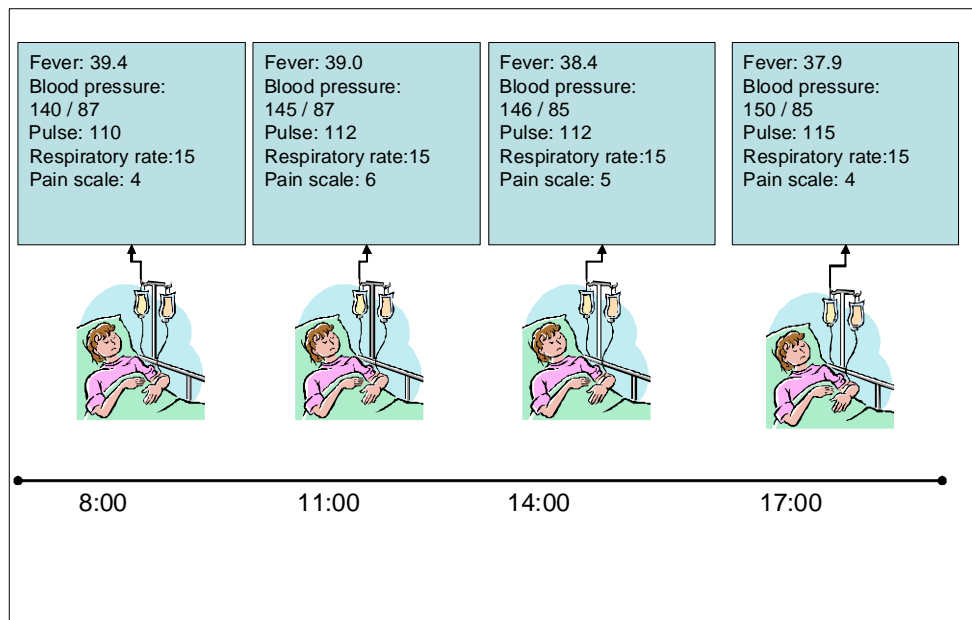 Fever: 39.4
Blood pressure:
140 / 87
Pulse: 110
Respiratory rate:15
Pain scale: 4
Fever: 39.0
Blood pressure:
145 / 87
Pulse: 112
Respiratory rate:15
Pain scale: 6
Fever: 38.4
Blood pressure:
146 / 85
Pulse: 112
Respiratory rate:15
Pain scale: 5
Fever: 37.9
Blood pressure:
150 / 85
Pulse: 115
Respiratory rate:15
Pain scale: 4
8:00
11:00
14:00
17:00